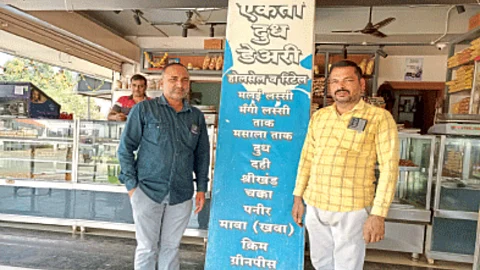 एकता
दुध
डेअरी
होलसेल व रिटेल
मलई लस्सी
मँगो लस्सी
ताक
मसाला ताक
दुध
दही
श्रीखंड
चक्का
पनीर
मावा (खवा)
क्रिम
ग्रीनपीस